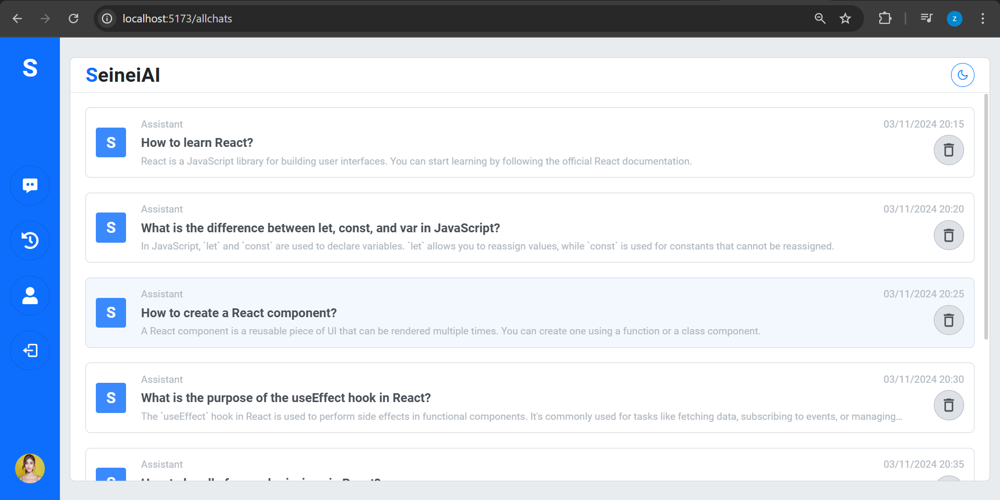 localhost:5173/allchats
z
S
SeineiAI
Assistant
03/11/2024 20:15
S
How to learn React?
React is a JavaScript library for building user interfaces. You can start learning by following the official React documentation.
Assistant
03/11/2024 20:20
S
What is the difference between let, const, and var in JavaScript?
In JavaScript, `let` and `const` are used to declare variables. `let` allows you to reassign values, while `const` is used for constants that cannot be reassigned.
Assistant
03/11/2024 20:25
S
How to create a React component?
A React component is a reusable piece of UI that can be rendered multiple times. You can create one using a function or a class component.
Assistant
03/11/2024 20:30
S
What is the purpose of the useEffect hook in React?
The `useEffect` hook in React is used to perform side effects in functional components. It's commonly used for tasks like fetching data, subscribing to events, or managing...
Assistant
03/11/2024 20:35
S
How to handle in React?